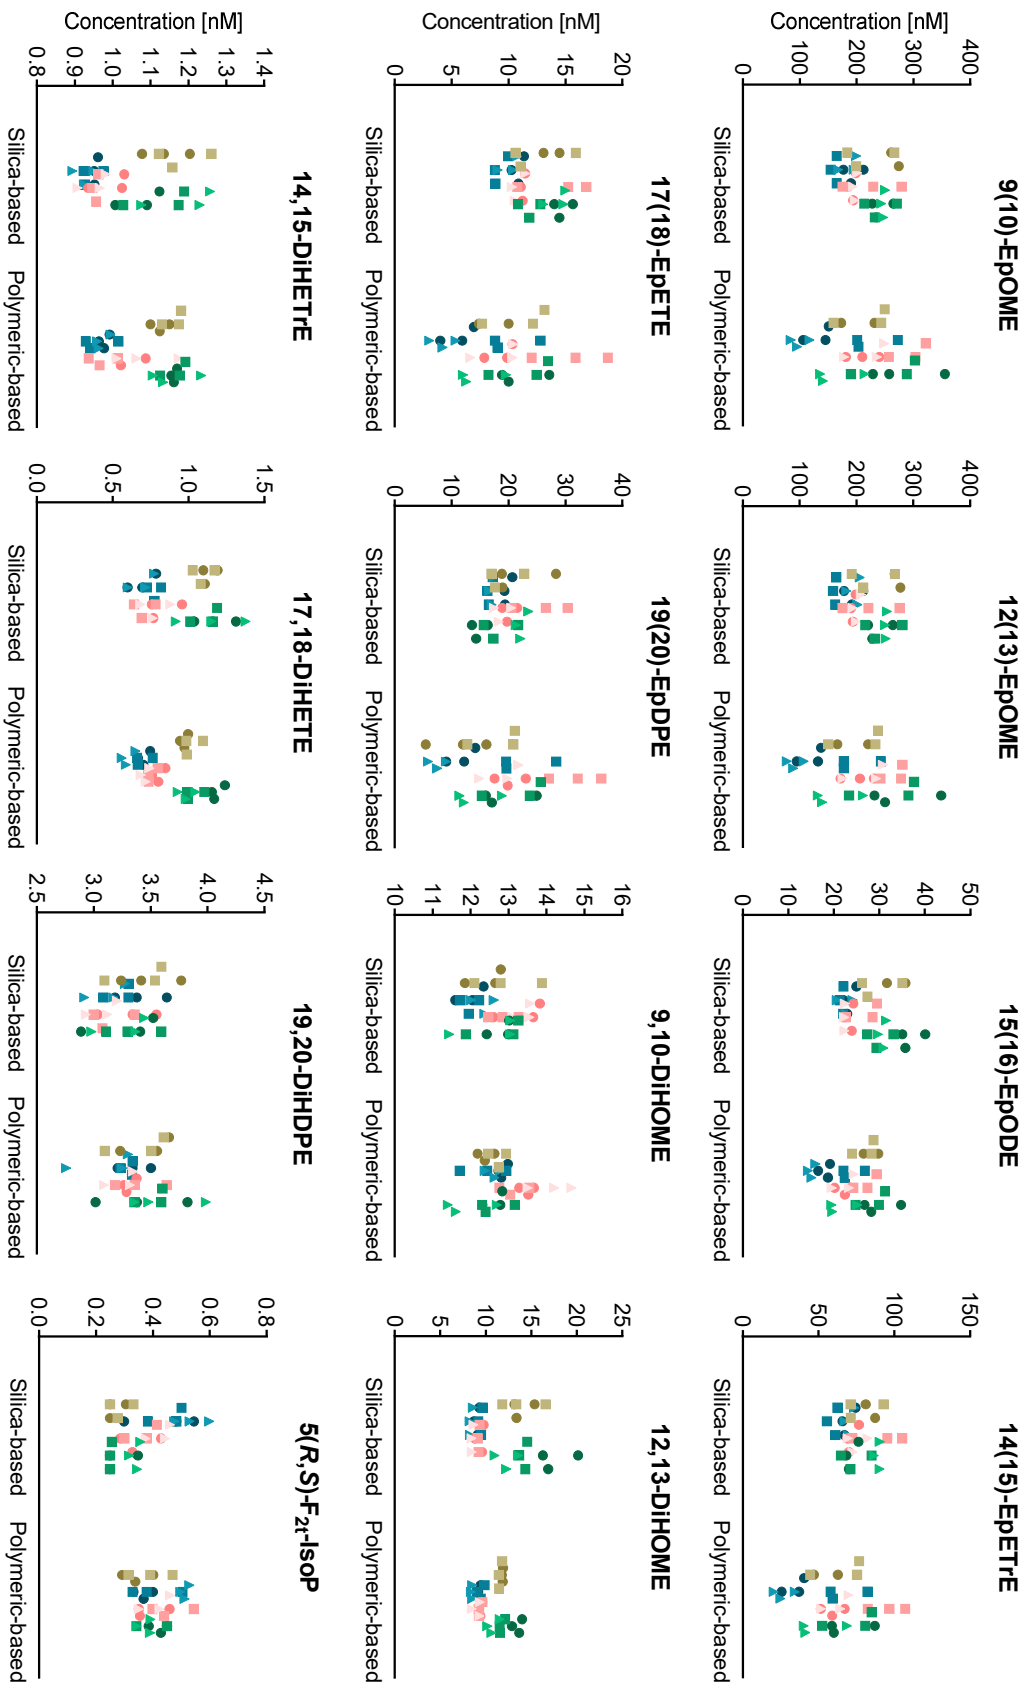 9(10)-EpOME
Concentration [nM]
400
300
200
100
0
Silica-based
Polymeric-based
12(13)-EpOME
400
300
200
100
0
Silica-based
Polymeric-based
15(16)-EpODE
50
40
30
20
10
0
Silica-based
Polymeric-based
14(15)-EpETrE
150
100
50
0
Silica-based
Polymeric-based
17(18)-EpETE
Concentration [nM]
20
15
10
5
0
Silica-based
Polymeric-based
19(20)-EpDPE
40
30
20
10
0
Silica-based
Polymeric-based
9,10-DiHOME
16
15
14
13
12
11
10
Silica-based
Polymeric-based
12,13-DiHOME
25
20
15
10
5
0
Silica-based
Polymeric-based
14,15-DiHETrE
Concentration [nM]
1.4
1.3
1.2
1.1
1.0
0.9
0.8
Silica-based
Polymeric-based
17,18-DiHETE
1.5
1.0
0.5
0.0
Silica-based
Polymeric-based
19,20-DiHDPE
4.5
4.0
3.5
3.0
2.5
Silica-based
Polymeric-based
5(R,S)-F2t-IsoP
0.8
0.6
0.4
0.2
0.0
Silica-based
Polymeric-based